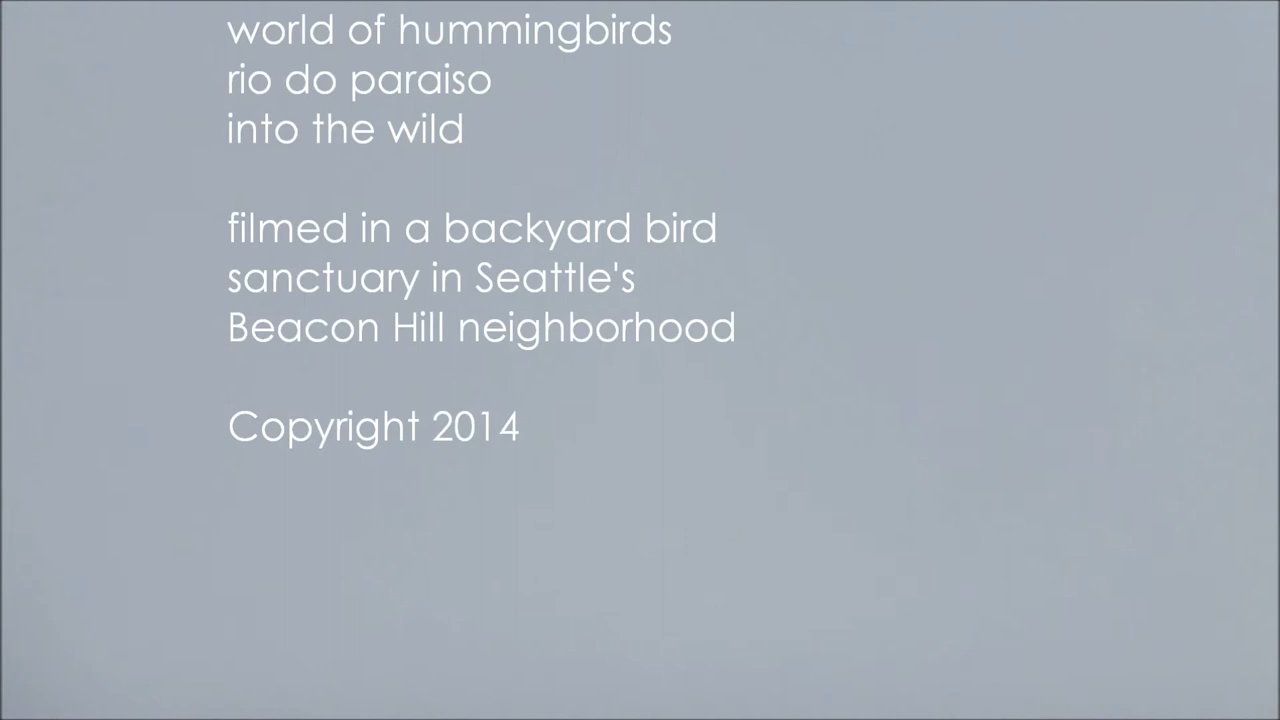 world of hummingbirds
rio do paraiso
into the wild
filmed in a backyard bird
sanctuary in Seattle's
Beacon Hill neighborhood
Copyright 2014